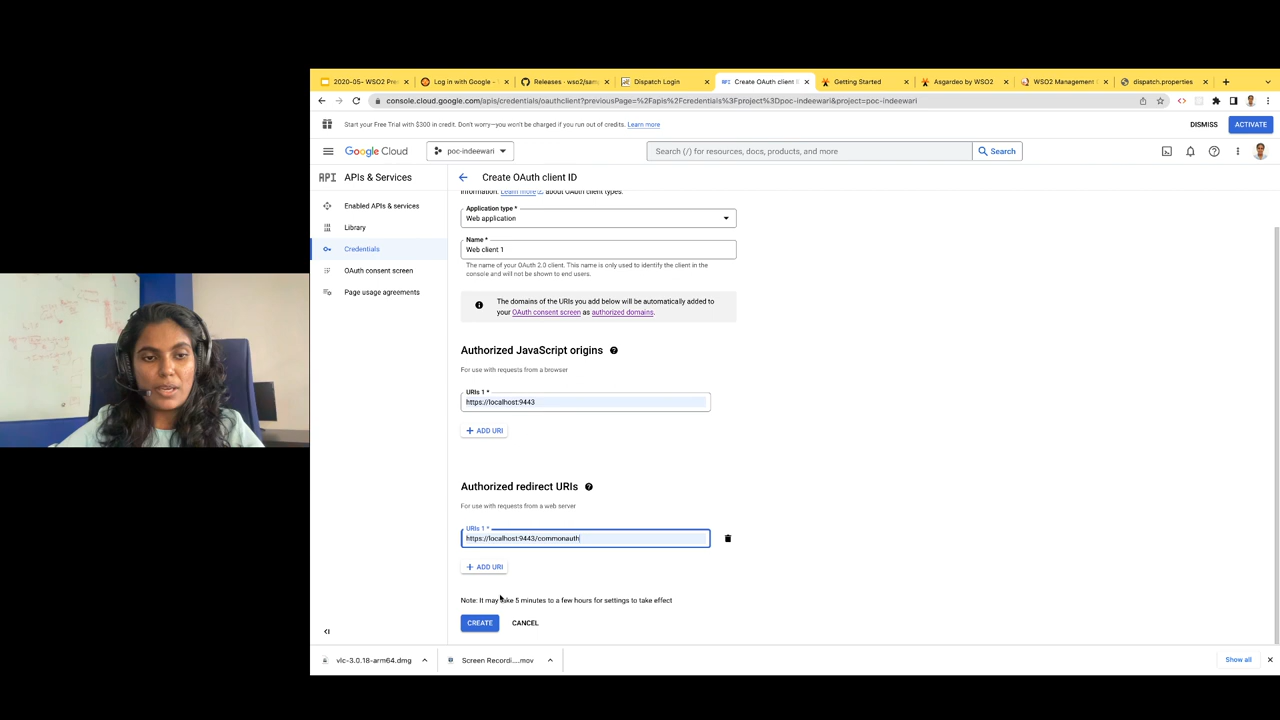 2020-05- WSO2 Pre
Log in with Google -
Releases · wso2/sam
Dispatch Login
API Create OAuth client
Getting Started
Asgardeo by WSO2
WSO2 Management
dispatch.properties
console.cloud.google.com/apis/credentials/oauthclient?previousPage=%2Fapis%2Fcredentials%3Fproject%3Dpoc-indeewari&project=poc-indeewari
Start your Free Trial with $300 in credit. Don't worry—you won't be charged if you run out of credits. Learn more
DISMISS
ACTIVATE
Google Cloud
poc-indeewari
Search (/) for resources, docs, products, and more
Search
API APIs & Services
Create OAuth client ID
Enabled APIs & services
Library
Credentials
OAuth consent screen
Page usage agreements
information. Learn more about OAuth client types.
Application type *
Web application
Name *
Web client 1
The name of your OAuth 2.0 client. This name is only used to identify the client in the
console and will not be shown to end users.
The domains of the URIs you add below will be automatically added to
your OAuth consent screen as authorized domains.
Authorized JavaScript origins
For use with requests from a browser
URIs 1 *
https://localhost:9443
+ ADD URI
Authorized redirect URIs
For use with requests from a web server
URIs 1 *
https://localhost:9443/commonauth
+ ADD URI
Note: It may take 5 minutes to a few hours for settings to take effect
CREATE
CANCEL
vlc-3.0.18-arm64.dmg
Screen Recordi....mov
Show all